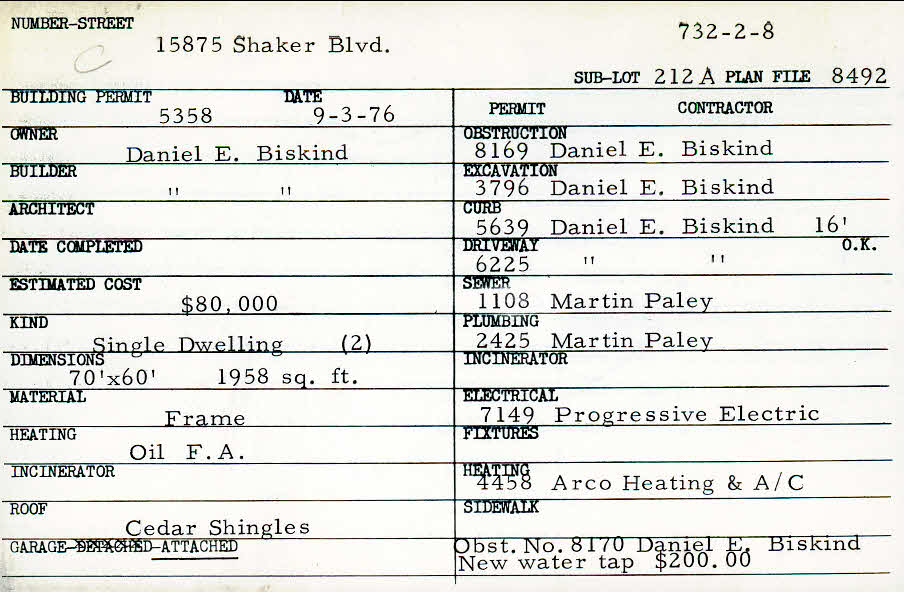 NUMBER-STREET
15875 Shaker Blvd.
732-2-8
C
SUB-LOT 212 A PLAN FILE 8492
BUILDING PERMIT DATE
5358 9-3-76
OWNER
Daniel E. Biskind
BUILDER
" "
ARCHITECT
DATE COMPLETED
ESTIMATED COST
$80,000
KIND
Single Dwelling (2)
DIMENSIONS
70'x60' 1958 sq. ft.
MATERIAL
Frame
HEATING
Oil F.A.
INCINERATOR
ROOF
Cedar Shingles
GARAGE-DETACHED-ATTACHED
PERMIT CONTRACTOR
OBSTRUCTION
8169 Daniel E. Biskind
EXCAVATION
3796 Daniel E. Biskind
CURB
5639 Daniel E. Biskind 16'
DRIVEWAY O.K.
6225 " "
SEWER
1108 Martin Paley
PLUMBING
2425 Martin Paley
INCINERATOR
ELECTRICAL
7149 Progressive Electric
FIXTURES
HEATING
4458 Arco Heating & A/C
SIDEWALK
Obst. No. 8170 Daniel E. Biskind
New water tap $200.00